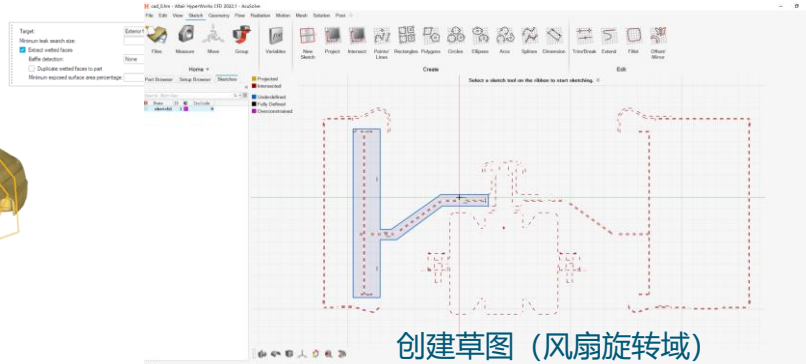 cad_0.hm - Altair HyperWorks CFD 2022.1 - AcuSolve
File Edit View Sketch Geometry Flow Radiation Motion Mesh Solution Post
Target: Exterior
Minimum leak search size:
Extract wetted faces
Baffle detection: None
Duplicate wetted faces to part
Minimum exposed surface area percentage:
Files Measure Move Group Variables New Sketch Project Intersect Points/ Lines Rectangles Polygons Circles Ellipses Arcs Splines Dimension Trim/Break Extend Fillet Offset/ Mirror
Home Create Edit
Part Browser Setup Browser Sketches
Projected
Intersected
Underdefined
Fully Defined
Overconstrained
Select a sketch tool on the ribbon to start sketching.
创建草图（风扇旋转域）